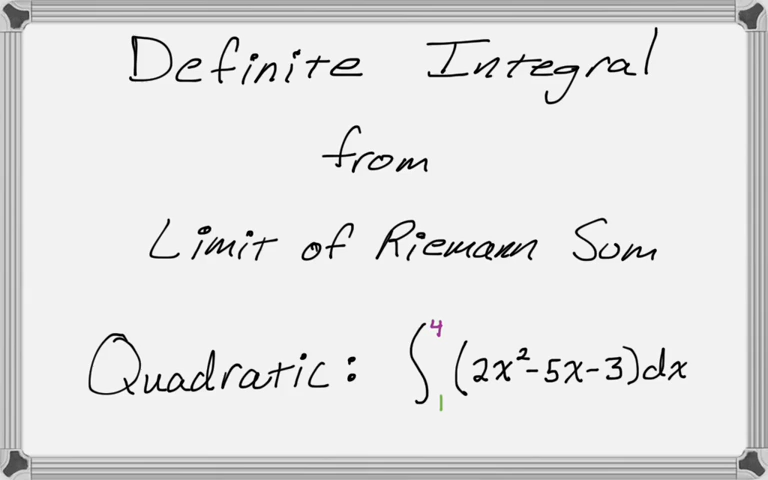 Definite Integral
from
Limit of Riemann Sum
Quadratic: ∫₁⁴ (2x²-5x-3)dx